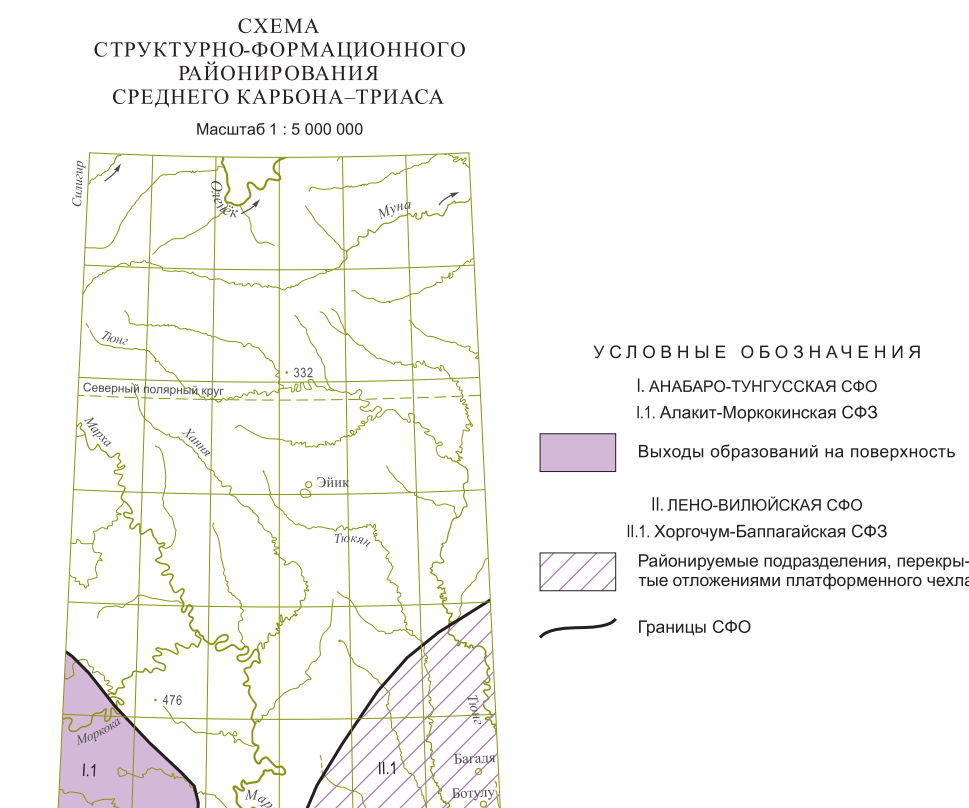 СХЕМА
СТРУКТУРНО-ФОРМАЦИОННОГО
РАЙОНИРОВАНИЯ
СРЕДНЕГО КАРБОНА–ТРИАСА
Масштаб 1 : 5 000 000
Силигир
Оленёк
Муна
Тюнг
332
Северный полярный круг
Марха
Хання
Эйик
Тюкян
476
Моркока
Тюнг
I.1
II.1
Багадя
Ботулу
Мар
УСЛОВНЫЕ ОБОЗНАЧЕНИЯ
I. АНАБАРО-ТУНГУССКАЯ СФО
I.1. Алакит-Моркокинская СФЗ
Выходы образований на поверхность
II. ЛЕНО-ВИЛЮЙСКАЯ СФО
II.1. Хоргочум-Баппагайская СФЗ
Районируемые подразделения, перекры-
тые отложениями платформенного чехла
Границы СФО